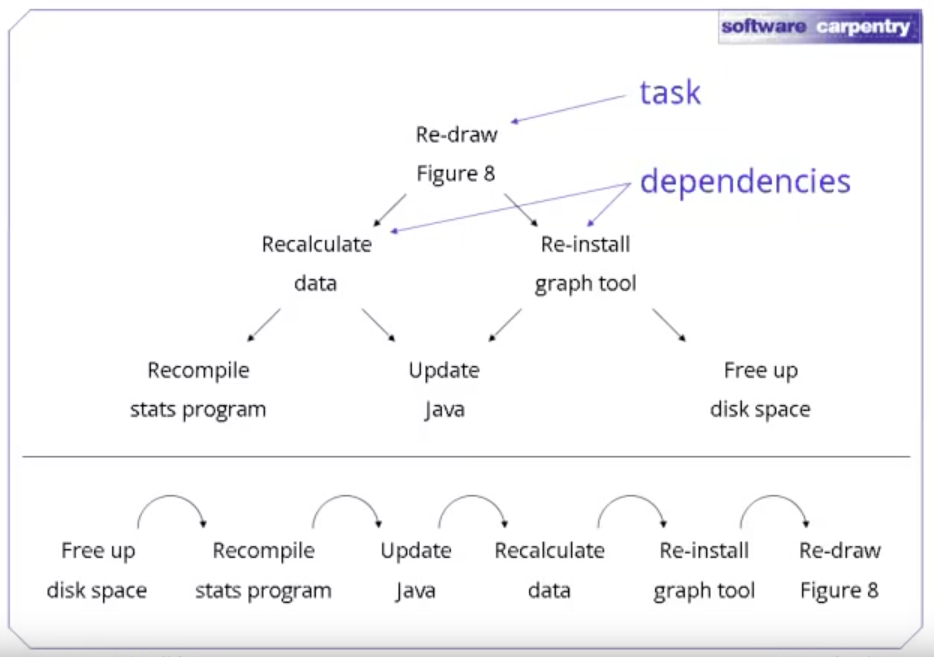 software carpentry
task
Re-draw
Figure 8
dependencies
Recalculate
data
Re-install
graph tool
Recompile
stats program
Update
Java
Free up
disk space
Free up
disk space
Recompile
stats program
Update
Java
Recalculate
data
Re-install
graph tool
Re-draw
Figure 8